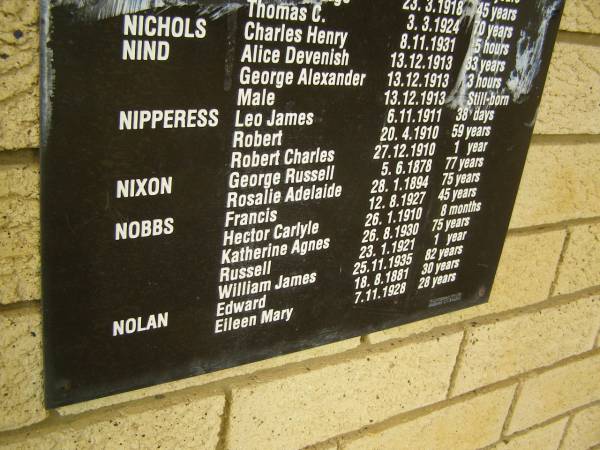 23. 3.1918 45 years
Thomas C. 3. 3.1924 70 years
NICHOLS Charles Henry 8.11.1931 5 hours
NIND Alice Devenish 13.12.1913 33 years
George Alexander 13.12.1913 3 hours
Male 13.12.1913 Still-born
NIPPERESS Leo James 6.11.1911 38 days
Robert 20. 4.1910 59 years
Robert Charles 27.12.1910 1 year
NIXON George Russell 5. 6.1878 77 years
Rosalie Adelaide 28. 1.1894 75 years
NOBBS Francis 12. 8.1927 45 years
Hector Carlyle 26. 1.1910 8 months
Katherine Agnes 26. 8.1930 75 years
Russell 23. 1.1921 1 year
William James 25.11.1935 82 years
Edward 18. 8.1881 30 years
NOLAN Eileen Mary 7.11.1928 28 years